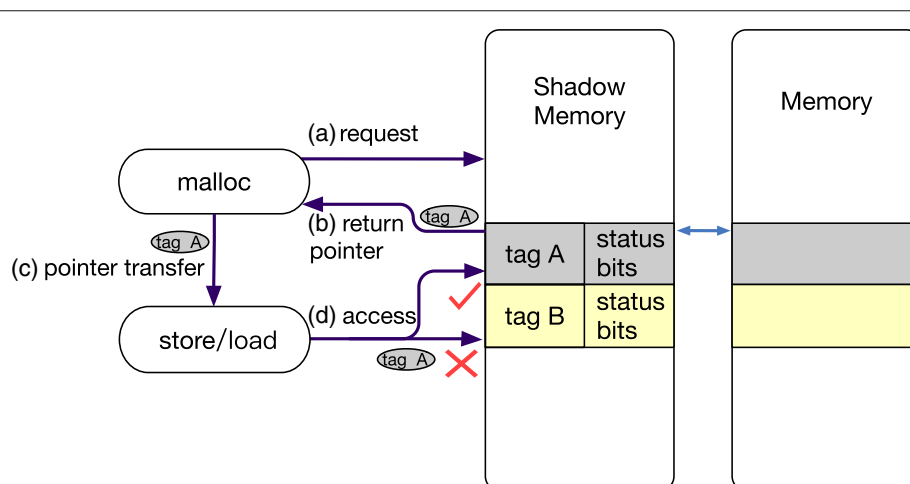 Shadow
Memory
Memory
(a) request
malloc
tag A
(b) return
pointer
tag A
(c) pointer transfer
tag A
status
bits
(d) access
tag B
status
bits
store/load
tag A